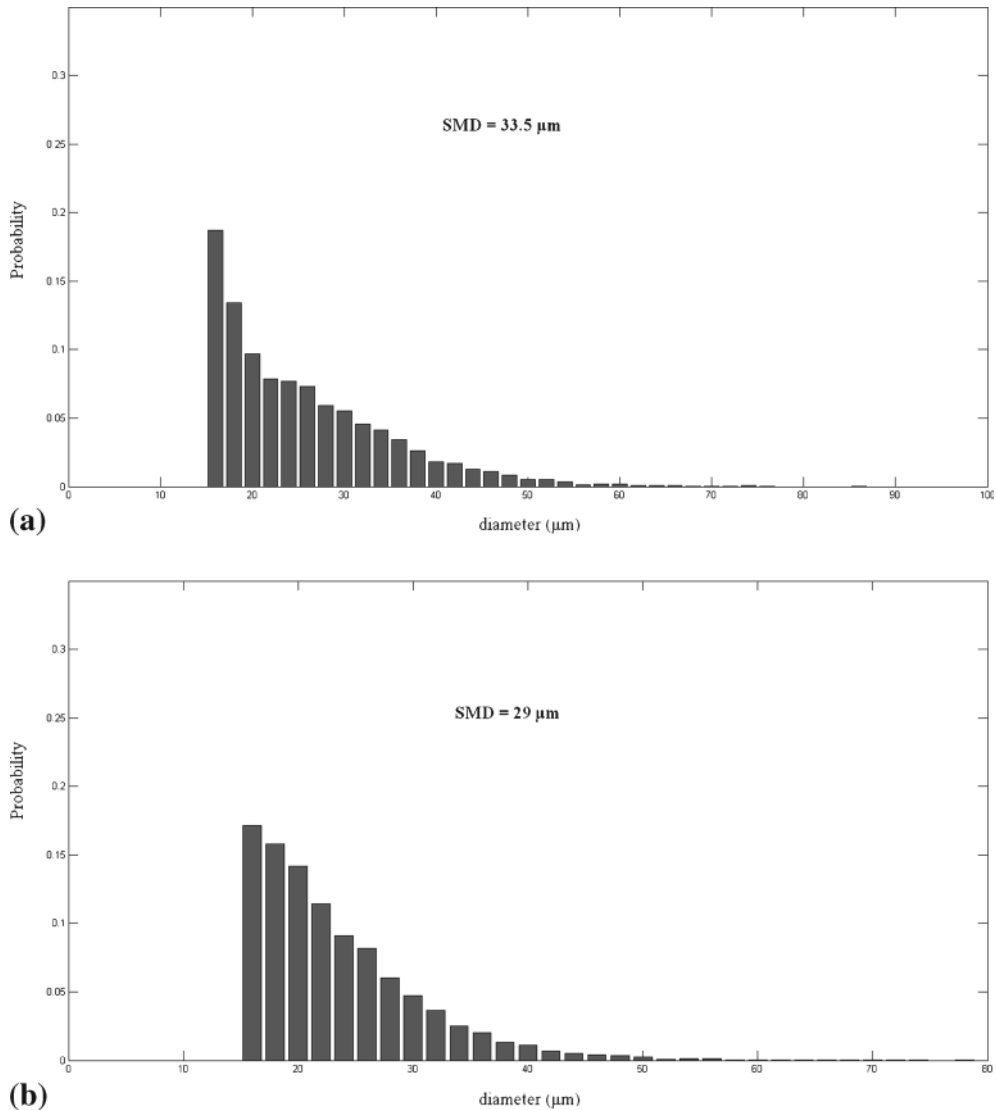 0.3
SMD = 33.5 µm
0.25
0.2
Probability
0.15
0.1
0.05
0
0 10 20 30 40 50 60 70 80 90 100
(a)
diameter (µm)
0.3
SMD = 29 µm
0.25
0.2
Probability
0.15
0.1
0.05
0
0 10 20 30 40 50 60 70 80
(b)
diameter (µm)